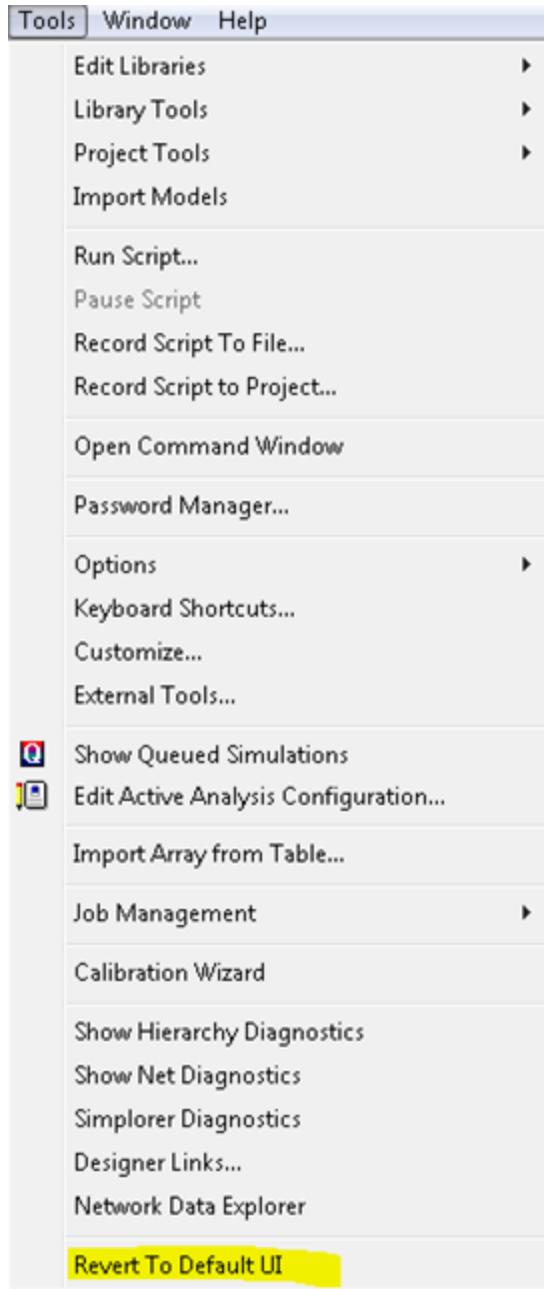 Tools Window Help
Edit Libraries
Library Tools
Project Tools
Import Models
Run Script...
Pause Script
Record Script To File...
Record Script to Project...
Open Command Window
Password Manager...
Options
Keyboard Shortcuts...
Customize...
External Tools...
Q Show Queued Simulations
Edit Active Analysis Configuration...
Import Array from Table...
Job Management
Calibration Wizard
Show Hierarchy Diagnostics
Show Net Diagnostics
Simplorer Diagnostics
Designer Links...
Network Data Explorer
Revert To Default UI